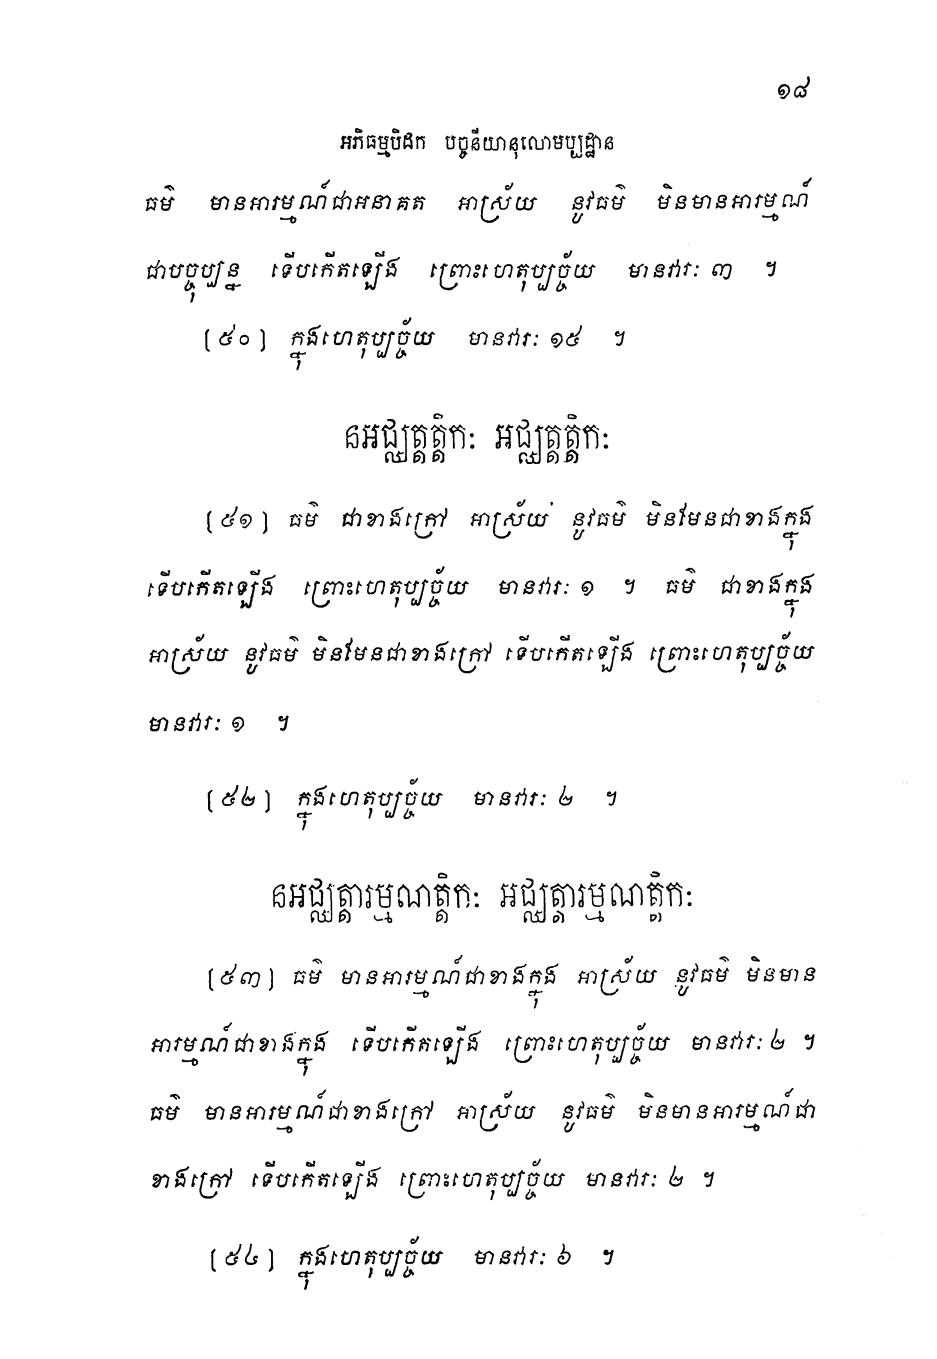 ១៨
អភិធម្មបិដក បច្ចនីយានុលោមប្បដ្ឋាន
ធម៌ មានអារម្មណ៍ជាអនាគត អាស្រ័យ នូវធម៌ មិនមានអារម្មណ៍
ជាបច្ចុប្បន្ន ទើបកើតឡើង ព្រោះហេតុប្បច្ច័យ មានវារៈ ៣ ។
(៥០) ក្នុងហេតុប្បច្ច័យ មានវារៈ ១៥ ។
នអជ្ឈត្តត្តិកៈ អជ្ឈត្តត្តិកៈ
(៥១) ធម៌ ជាខាងក្រៅ អាស្រ័យ នូវធម៌ មិនមែនជាខាងក្នុង
ទើបកើតឡើង ព្រោះហេតុប្បច្ច័យ មានវារៈ ១ ។ ធម៌ ជាខាងក្នុង
អាស្រ័យ នូវធម៌ មិនមែនជាខាងក្រៅ ទើបកើតឡើង ព្រោះហេតុប្បច្ច័យ
មានវារៈ ១ ។
(៥២) ក្នុងហេតុប្បច្ច័យ មានវារៈ ២ ។
នអជ្ឈត្តារម្មណត្តិកៈ អជ្ឈត្តារម្មណត្តិកៈ
(៥៣) ធម៌ មានអារម្មណ៍ជាខាងក្នុង អាស្រ័យ នូវធម៌ មិនមាន
អារម្មណ៍ជាខាងក្នុង ទើបកើតឡើង ព្រោះហេតុប្បច្ច័យ មានវារៈ ២ ។
ធម៌ មានអារម្មណ៍ជាខាងក្រៅ អាស្រ័យ នូវធម៌ មិនមានអារម្មណ៍ជា
ខាងក្រៅ ទើបកើតឡើង ព្រោះហេតុប្បច្ច័យ មានវារៈ ២ ។
(៥៤) ក្នុងហេតុប្បច្ច័យ មានវារៈ ៦ ។